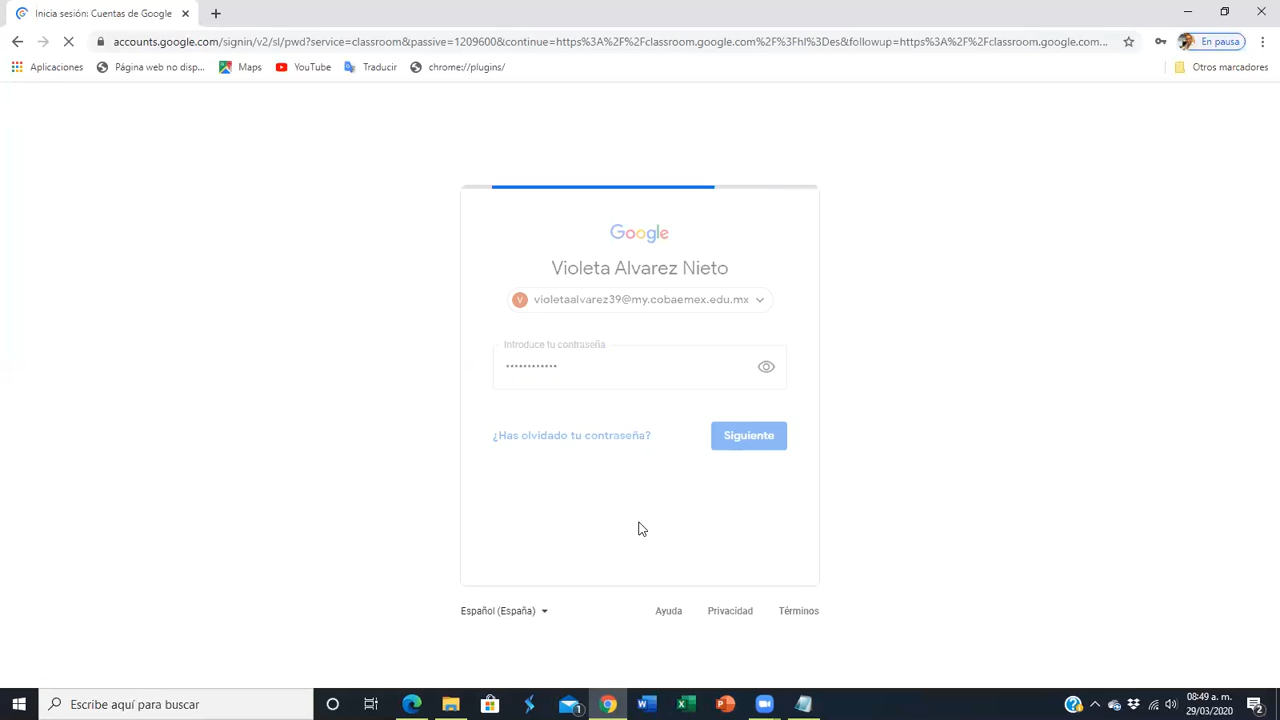 Inicia sesión: Cuentas de Google
accounts.google.com/signin/v2/sl/pwd?service=classroom&passive=1209600&continue=https%3A%2F%2Fclassroom.google.com%2F%3Fhl%3Des&followup=https%3A%2F%2Fclassroom.google.com...
En pausa
Aplicaciones
Página web no disp...
Maps
YouTube
Traducir
chrome://plugins/
Otros marcadores
Google
Violeta Alvarez Nieto
V violetaalvarez39@my.cobaemex.edu.mx
Introduce tu contraseña
••••••••••••
¿Has olvidado tu contraseña?
Siguiente
Español (España)
Ayuda
Privacidad
Términos
Escribe aquí para buscar
08:49 a. m.
29/03/2020